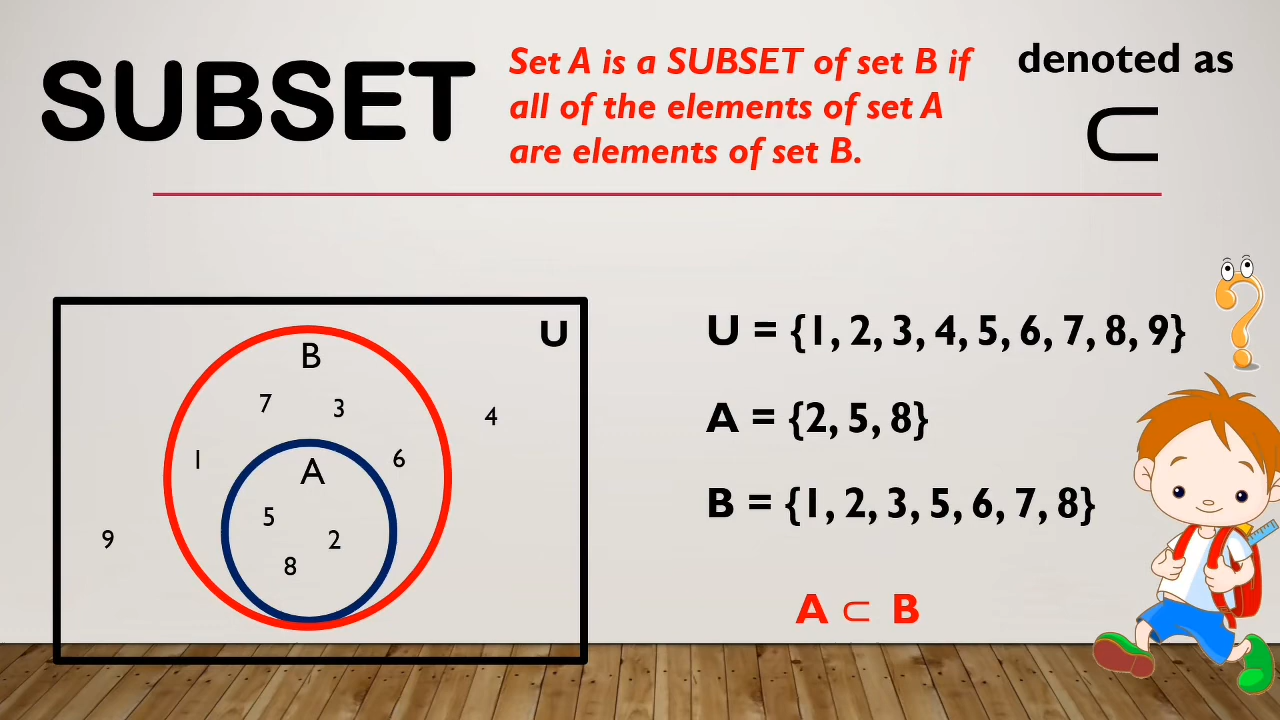 SUBSET
Set A is a SUBSET of set B if
all of the elements of set A
are elements of set B.
denoted as
⊂
U
B
7
3
4
1
6
A
5
2
9
8
U = {1, 2, 3, 4, 5, 6, 7, 8, 9}
A = {2, 5, 8}
B = {1, 2, 3, 5, 6, 7, 8}
A ⊂ B